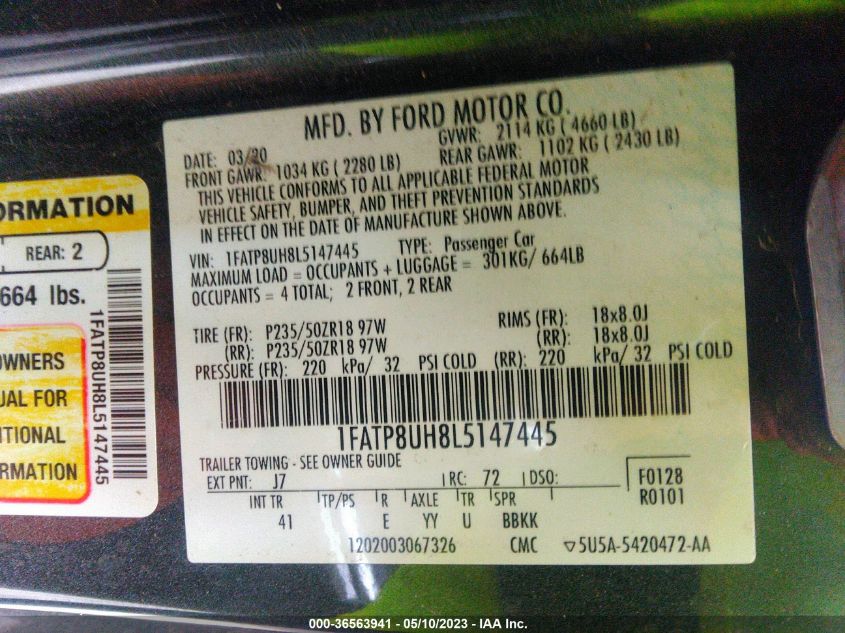 MFD. BY FORD MOTOR CO.
DATE: 03/20
GVWR: 2114 KG ( 4660 LB)
FRONT GAWR: 1034 KG ( 2280 LB)
REAR GAWR: 1102 KG ( 2430 LB)
THIS VEHICLE CONFORMS TO ALL APPLICABLE FEDERAL MOTOR
VEHICLE SAFETY, BUMPER, AND THEFT PREVENTION STANDARDS
IN EFFECT ON THE DATE OF MANUFACTURE SHOWN ABOVE.
VIN: 1FATP8UH8L5147445 TYPE: Passenger Car
MAXIMUM LOAD = OCCUPANTS + LUGGAGE = 301KG/ 664LB
OCCUPANTS = 4 TOTAL; 2 FRONT, 2 REAR
TIRE (FR): P235/50ZR18 97W RIMS (FR): 18x8.0J
(RR): P235/50ZR18 97W (RR): 18x8.0J
PRESSURE (FR): 220 kPa/ 32 PSI COLD (RR): 220 kPa/ 32 PSI COLD
1FATP8UH8L5147445
TRAILER TOWING - SEE OWNER GUIDE
EXT PNT: J7 RC: 72 DSO: F0128
R0101
INT TR TP/PS R AXLE TR SPR
41 E YY U BBKK
1202003067326 CMC ▽5U5A-5420472-AA
ORMATION
REAR: 2
664 lbs.
1FATP8UH8L5147445
OWNERS
UAL FOR
ITIONAL
RMATION
000-36563941 - 05/10/2023 - IAA Inc.